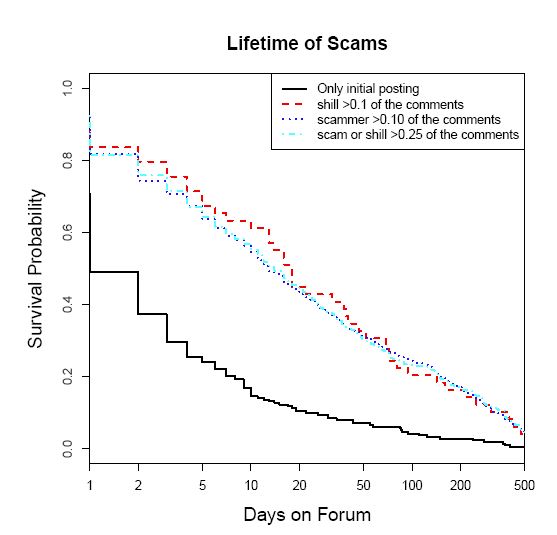 Lifetime of Scams
Only initial posting
shill >0.1 of the comments
scammer >0.10 of the comments
scam or shill >0.25 of the comments
Survival Probability
1.0
0.8
0.6
0.4
0.2
0.0
1 2 5 10 20 50 100 200 500
Days on Forum